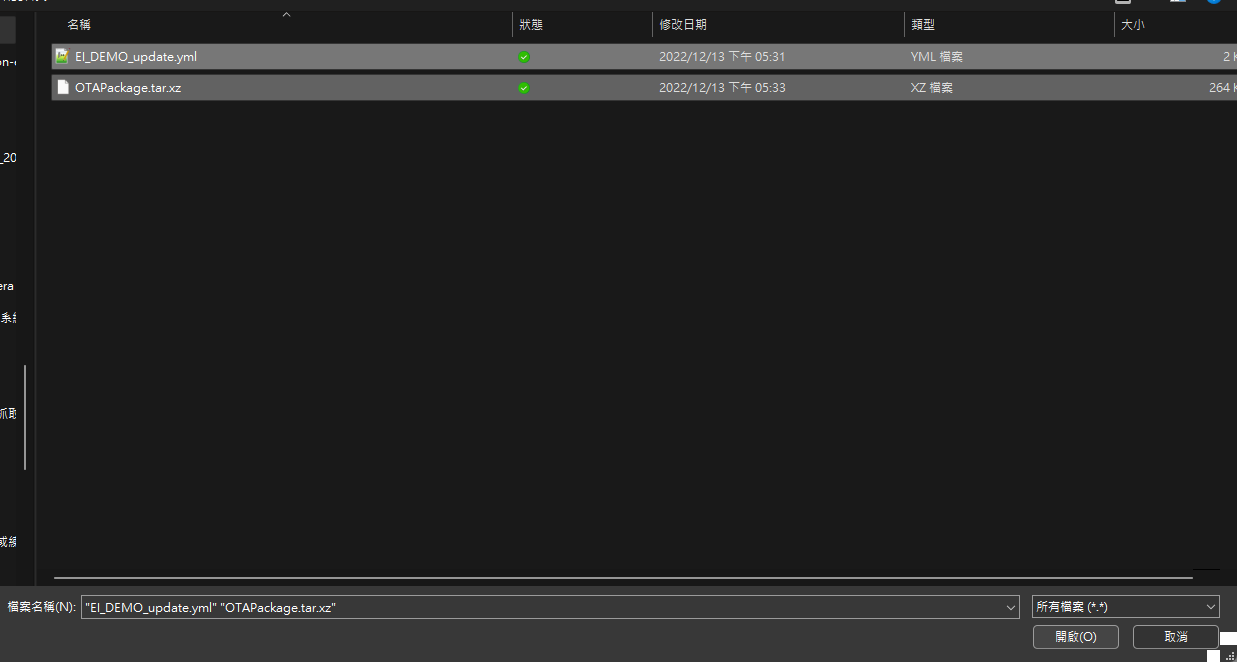 名稱 狀態 修改日期 類型 大小
EI_DEMO_update.yml 2022/12/13 下午 05:31 YML 檔案 2
OTAPackage.tar.xz 2022/12/13 下午 05:33 XZ 檔案 264
_20
era
抓取
檔案名稱(N): "EI_DEMO_update.yml" "OTAPackage.tar.xz" 所有檔案 (*.*)
開啟(O) 取消